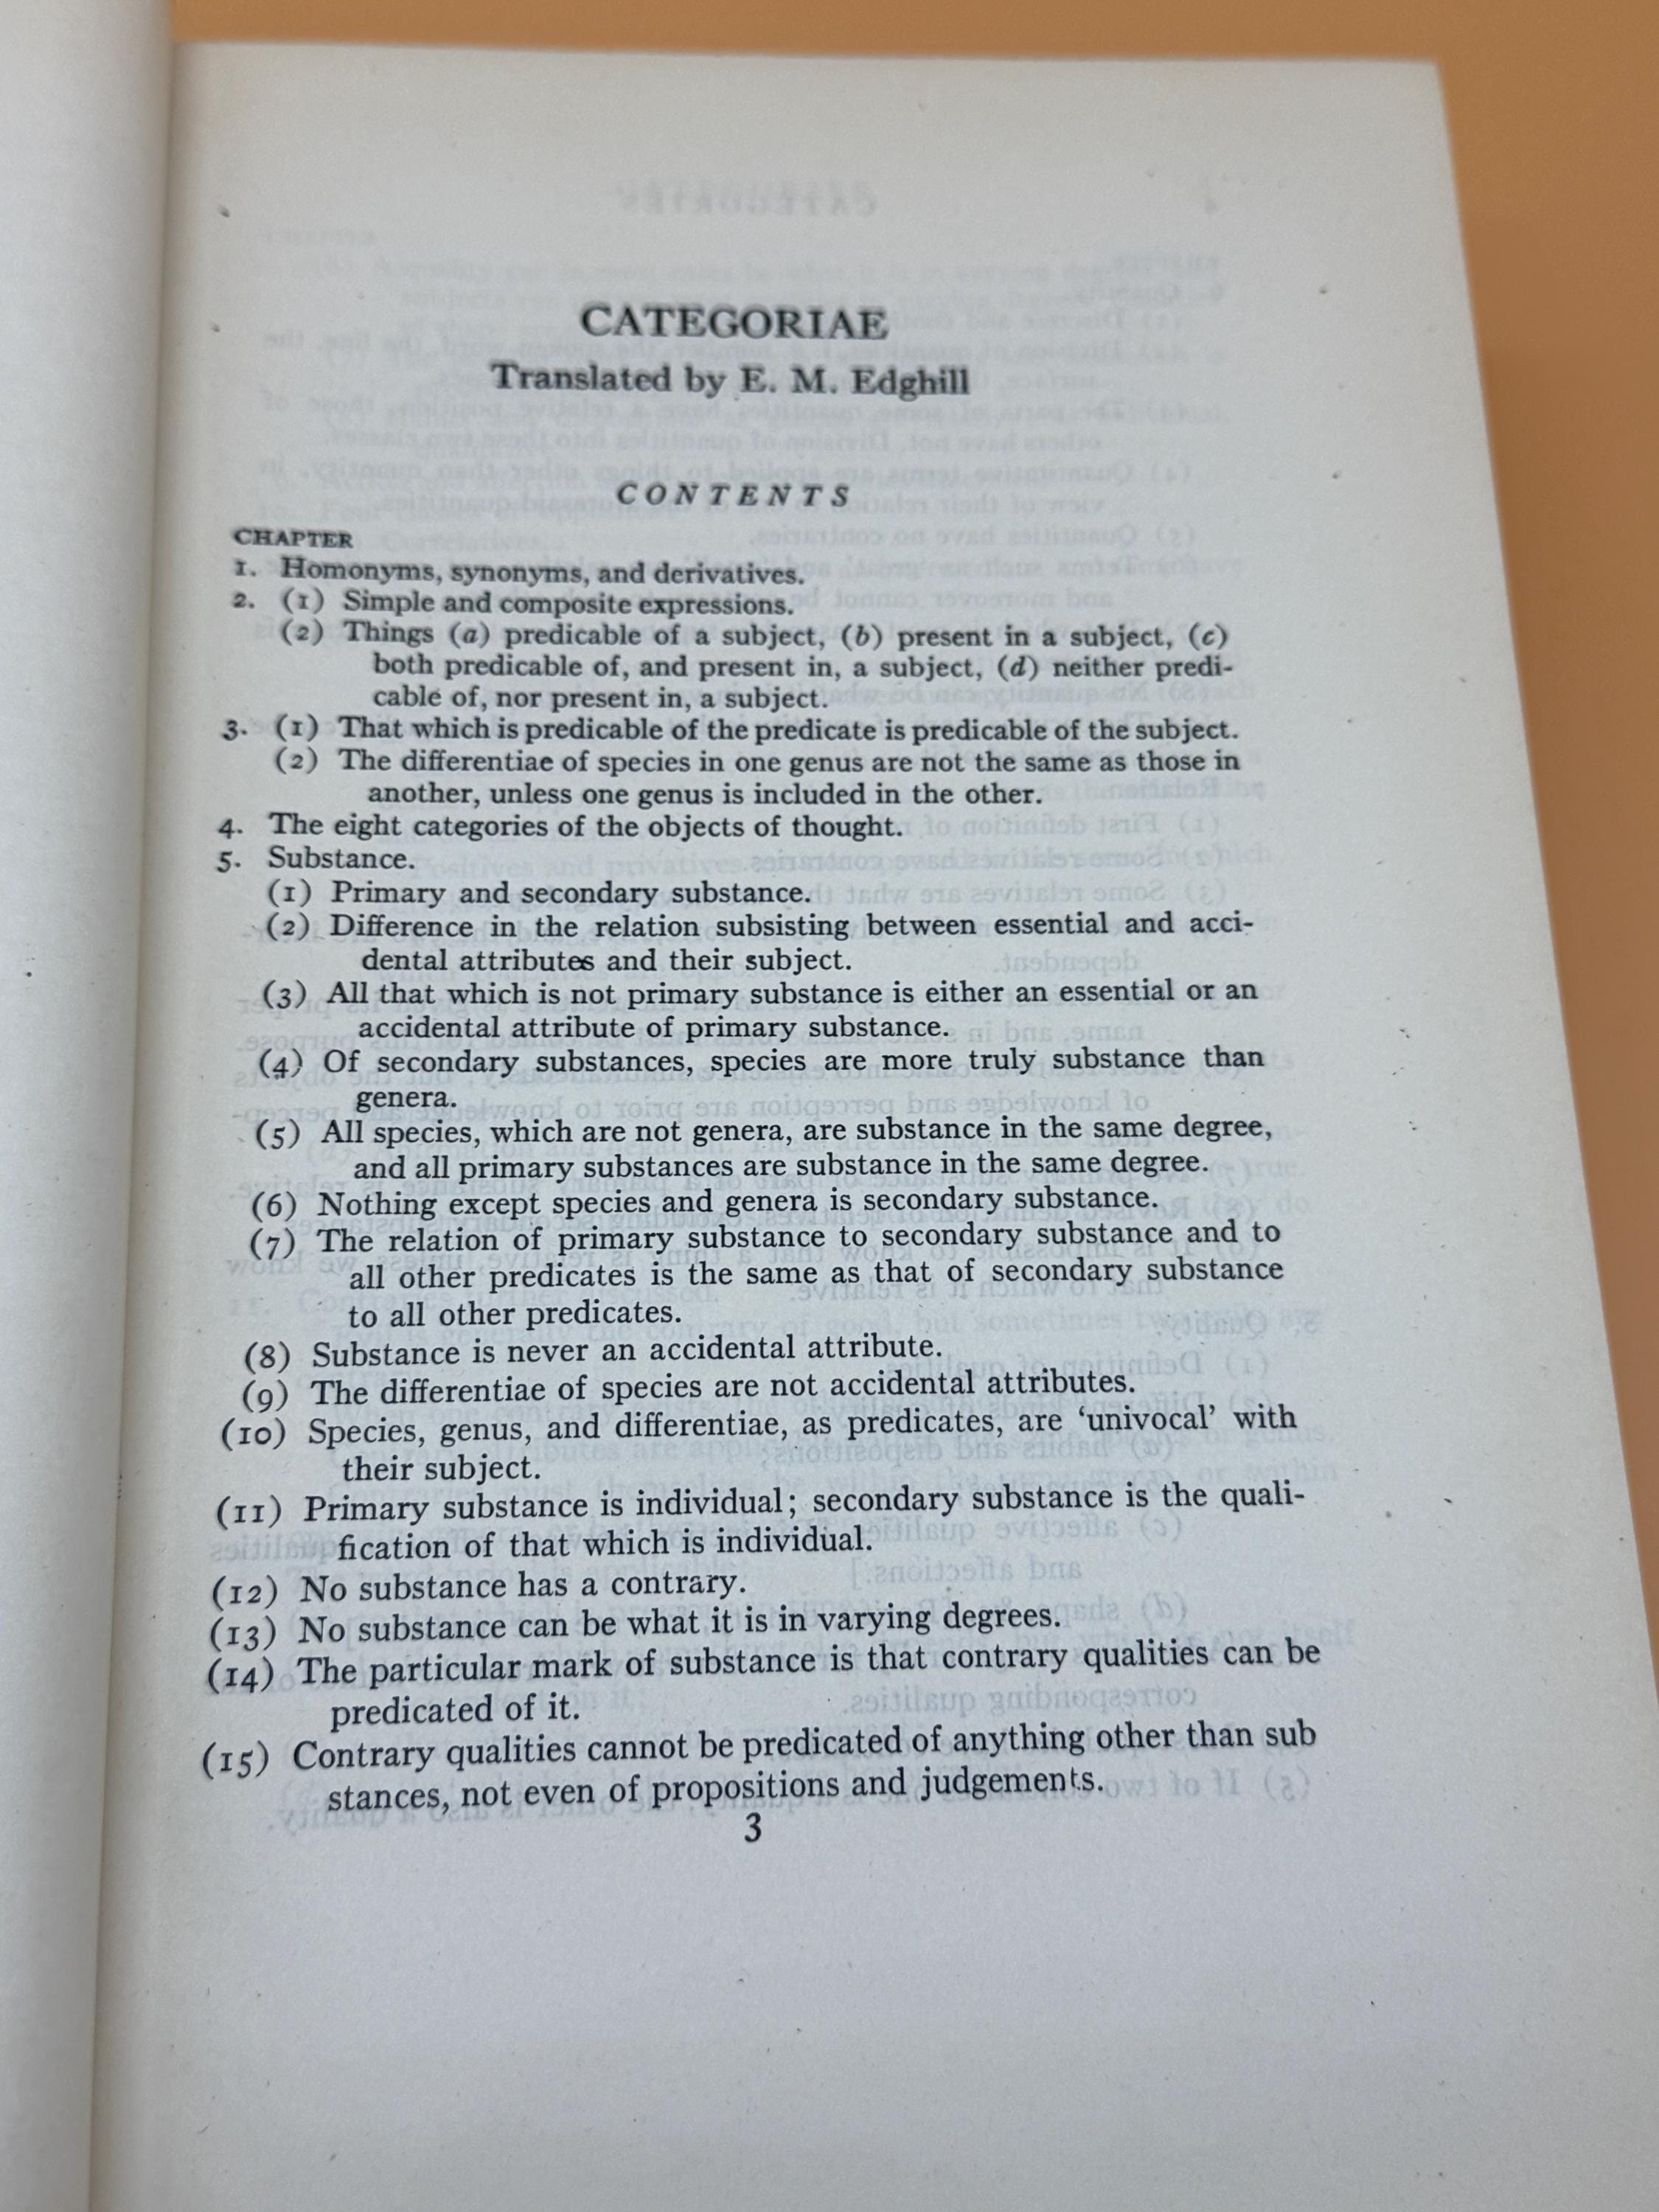 CATEGORIAE
Translated by E. M. Edghill
CONTENTS
CHAPTER
1. Homonyms, synonyms, and derivatives.
2. (1) Simple and composite expressions.
(2) Things (a) predicable of a subject, (b) present in a subject, (c)
both predicable of, and present in, a subject, (d) neither predi-
cable of, nor present in, a subject.
3. (1) That which is predicable of the predicate is predicable of the subject.
(2) The differentiae of species in one genus are not the same as those in
another, unless one genus is included in the other.
4. The eight categories of the objects of thought.
5. Substance.
(1) Primary and secondary substance.
(2) Difference in the relation subsisting between essential and acci-
dental attributes and their subject.
(3) All that which is not primary substance is either an essential or an
accidental attribute of primary substance.
(4) Of secondary substances, species are more truly substance than
genera.
(5) All species, which are not genera, are substance in the same degree,
and all primary substances are substance in the same degree.
(6) Nothing except species and genera is secondary substance.
(7) The relation of primary substance to secondary substance and to
all other predicates is the same as that of secondary substance
to all other predicates.
(8) Substance is never an accidental attribute.
(9) The differentiae of species are not accidental attributes.
(10) Species, genus, and differentiae, as predicates, are ‘univocal’ with
their subject.
(11) Primary substance is individual; secondary substance is the quali-
fication of that which is individual.
(12) No substance has a contrary.
(13) No substance can be what it is in varying degrees.
(14) The particular mark of substance is that contrary qualities can be
predicated of it.
(15) Contrary qualities cannot be predicated of anything other than sub
stances, not even of propositions and judgements.
3